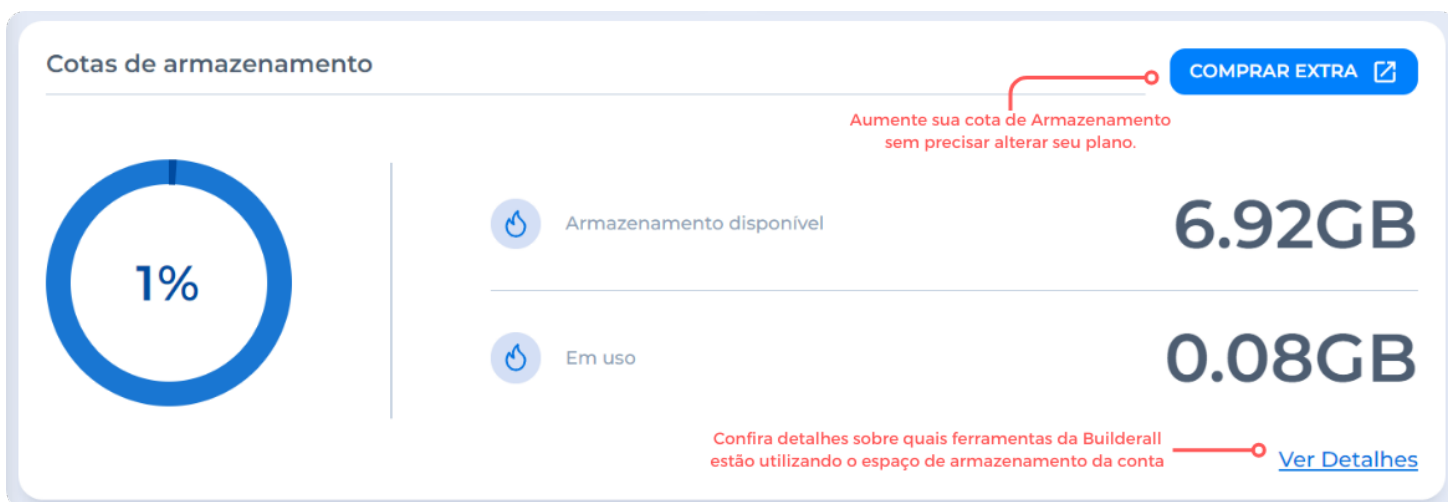 Cotas de armazenamento
COMPRAR EXTRA
Aumente sua cota de Armazenamento
sem precisar alterar seu plano.
1%
Armazenamento disponível
6.92GB
Em uso
0.08GB
Confira detalhes sobre quais ferramentas da Builderall
estão utilizando o espaço de armazenamento da conta
Ver Detalhes